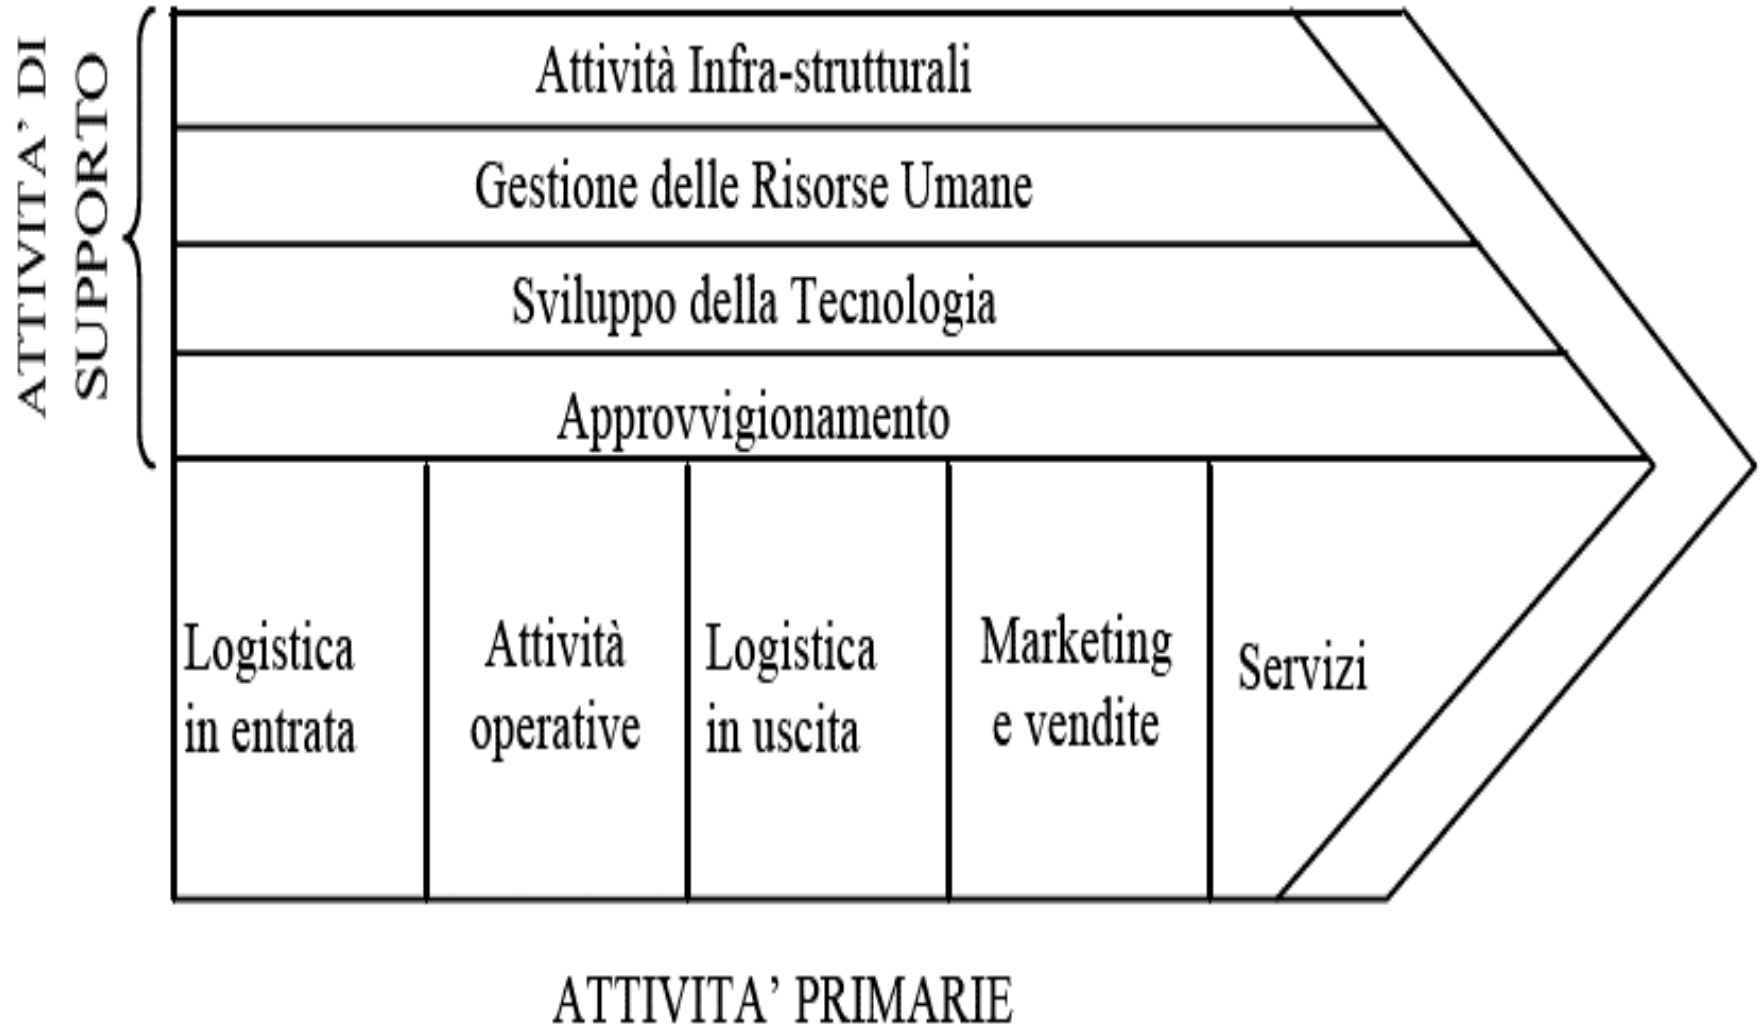 ATTIVITA' DI
SUPPORTO
Attività Infra-strutturali
Gestione delle Risorse Umane
Sviluppo della Tecnologia
Approvvigionamento
Logistica
in entrata
Attività
operative
Logistica
in uscita
Marketing
e vendite
Servizi
ATTIVITA’ PRIMARIE